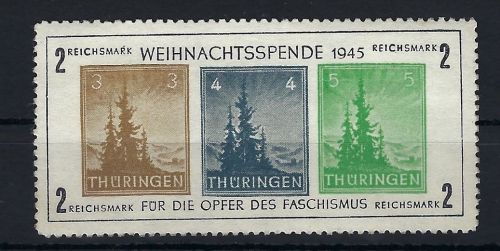 2 REICHSMARK WEIHNACHTSSPENDE 1945 REICHSMARK 2
3 3 4 4 5 5
THÜRINGEN THÜRINGEN THÜRINGEN
2 REICHSMARK FÜR DIE OPFER DES FASCHISMUS REICHSMARK 2